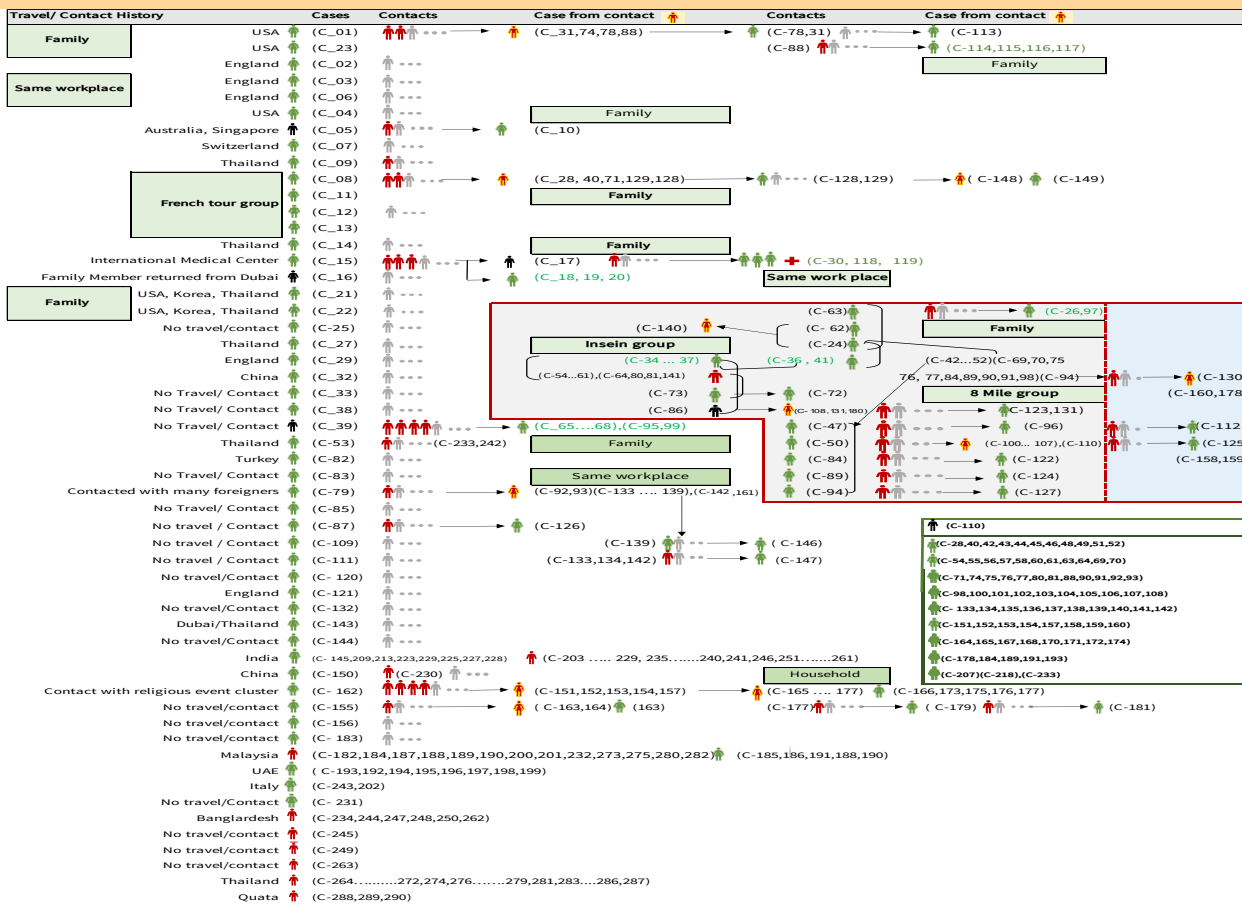 Travel/ Contact History Cases Contacts Case from contact Contacts Case from contact
Family
USA (C_01) (C_31,74,78,88) (C-78,31) (C-113)
USA (C_23) (C-88) (C-114,115,116,117)
England (C_02) Family
Same workplace
England (C_03)
England (C_06)
USA (C_04) Family
Australia, Singapore (C_05) (C_10)
Switzerland (C_07)
Thailand (C_09)
French tour group
(C_08) (C_28, 40,71,129,128) (C-128,129) ( C-148) (C-149)
(C_11) Family
(C_12)
(C_13)
Thailand (C_14) Family
International Medical Center (C_15) (C_17) (C-30, 118, 119)
Family Member returned from Dubai (C_16) (C_18, 19, 20) Same work place
Family
USA, Korea, Thailand (C_21)
USA, Korea, Thailand (C_22) (C-63) (C-26,97)
No travel/contact (C-25) (C-140) (C- 62) Family
Thailand (C_27) Insein group (C-24)
England (C_29) (C-34 ... 37) (C-36 , 41) (C-42...52)(C-69,70,75
China (C_32) (C-54...61),(C-64,80,81,141) 76, 77,84,89,90,91,98)(C-94) (C-130
No Travel/ Contact (C_33) (C-73) (C-72) 8 Mile group (C-160,178
No Travel/ Contact (C_38) (C-86) (C- 108, 131,180) (C-123,131)
No Travel/ Contact (C_39) (C_65....68),(C-95,99) (C-47) (C-96) (C-112
Thailand (C-53) (C-233,242) Family (C-50) (C-100... 107),(C-110) (C-125
Turkey (C-82) (C-84) (C-122) (C-158,159
No Travel/ Contact (C-83) Same workplace (C-89) (C-124)
Contacted with many foreigners (C-79) (C-92,93)(C-133 .... 139),(C-142 ,161) (C-94) (C-127)
No Travel/ Contact (C-85)
No travel / Contact (C-87) (C-126) (C-110)
No travel / Contact (C-109) (C-139) ( C-146) (C-28,40,42,43,44,45,46,48,49,51,52)
No travel / Contact (C-111) (C-133,134,142) (C-147) (C-54,55,56,57,58,60,61,63,64,69,70)
No travel/Contact (C- 120) (C-71,74,75,76,77,80,81,88,90,91,92,93)
England (C-121) (C-98,100,101,102,103,104,105,106,107,108)
No travel/Contact (C-132) (C- 133,134,135,136,137,138,139,140,141,142)
Dubai/Thailand (C-143) (C-151,152,153,154,157,158,159,160)
No travel/Contact (C-144) (C-164,165,167,168,170,171,172,174)
India (C- 145,209,213,223,229,225,227,228) (C-203 ..... 229, 235.......240,241,246,251......261) (C-178,184,189,191,193)
China (C-150) (C-230) Household (C-207)(C-218),(C-233)
Contact with religious event cluster (C- 162) (C-151,152,153,154,157) (C-165 .... 177) (C-166,173,175,176,177)
No travel/contact (C-155) ( C-163,164) (163) (C-177) ( C-179) (C-181)
No travel/contact (C-156)
No travel/contact (C- 183)
Malaysia (C-182,184,187,188,189,190,200,201,232,273,275,280,282) (C-185,186,191,188,190)
UAE ( C-193,192,194,195,196,197,198,199)
Italy (C-243,202)
No travel/Contact (C- 231)
Banglardesh (C-234,244,247,248,250,262)
No travel/contact (C-245)
No travel/contact (C-249)
No travel/contact (C-263)
Thailand (C-264..........272,274,276.......279,281,283....286,287)
Quata (C-288,289,290)